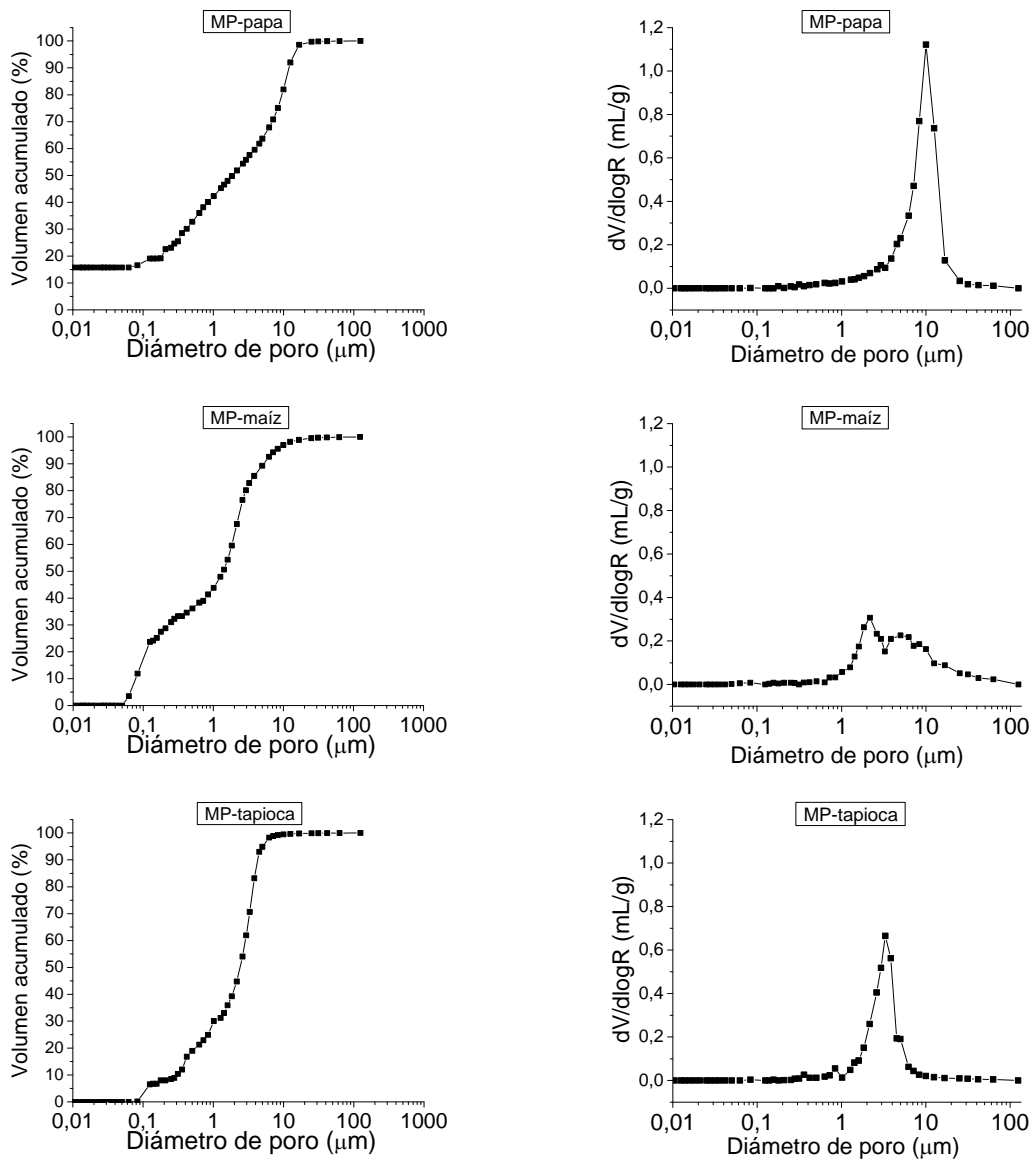 MP-papa
100
90
80
70
60
50
40
30
20
10
0
Volumen acumulado (%)
0,01 0,1 1 10 100 1000
Diámetro de poro (μm)
MP-papa
1,2
1,0
0,8
0,6
0,4
0,2
0,0
dV/dlogR (mL/g)
0,01 0,1 1 10 100
Diámetro de poro (μm)
MP-maíz
100
90
80
70
60
50
40
30
20
10
0
Volumen acumulado (%)
0,01 0,1 1 10 100 1000
Diámetro de poro (μm)
MP-maíz
1,2
1,0
0,8
0,6
0,4
0,2
0,0
dV/dlogR (mL/g)
0,01 0,1 1 10 100
Diámetro de poro (μm)
MP-tapioca
100
90
80
70
60
50
40
30
20
10
0
Volumen acumulado (%)
0,01 0,1 1 10 100 1000
Diámetro de poro (μm)
MP-tapioca
1,2
1,0
0,8
0,6
0,4
0,2
0,0
dV/dlogR (mL/g)
0,01 0,1 1 10 100
Diámetro de poro (μm)